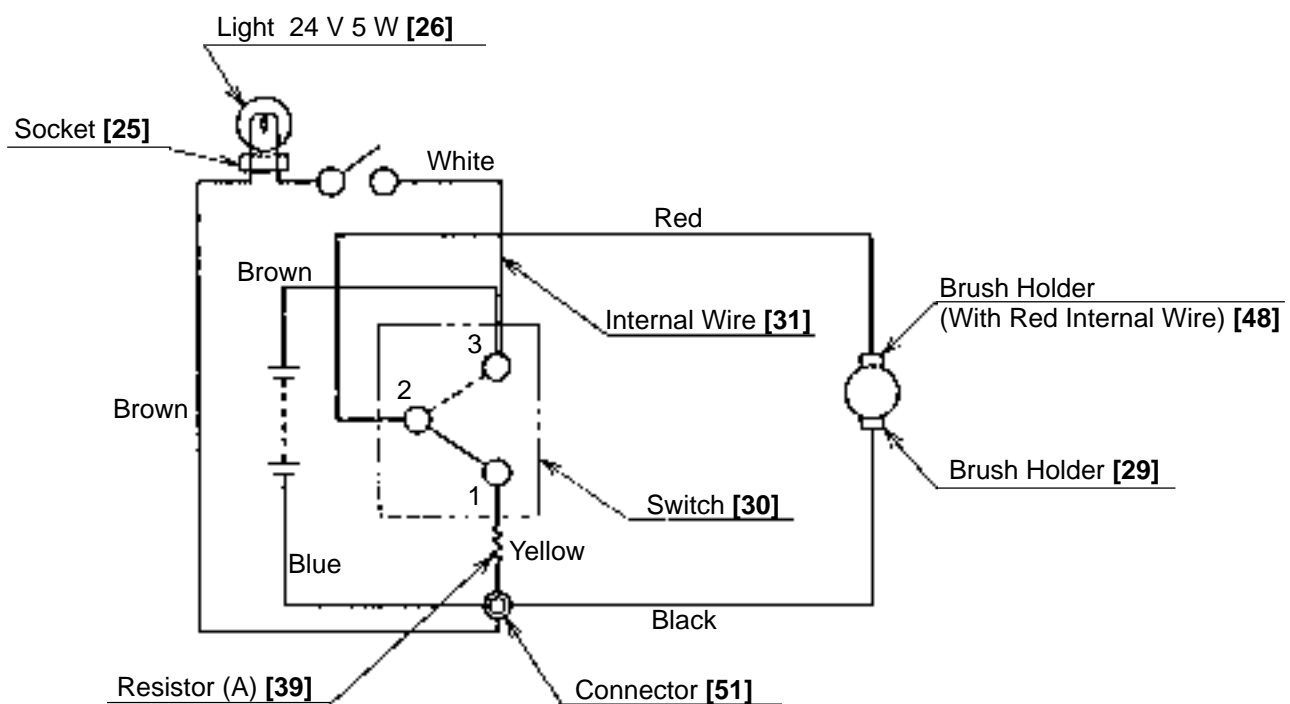 Light 24 V 5 W [26]
Socket [25]
White
Red
Brown
Brush Holder
(With Red Internal Wire) [48]
Internal Wire [31]
3
2
Brown
Brush Holder [29]
1
Switch [30]
Yellow
Blue
Black
Resistor (A) [39]
Connector [51]